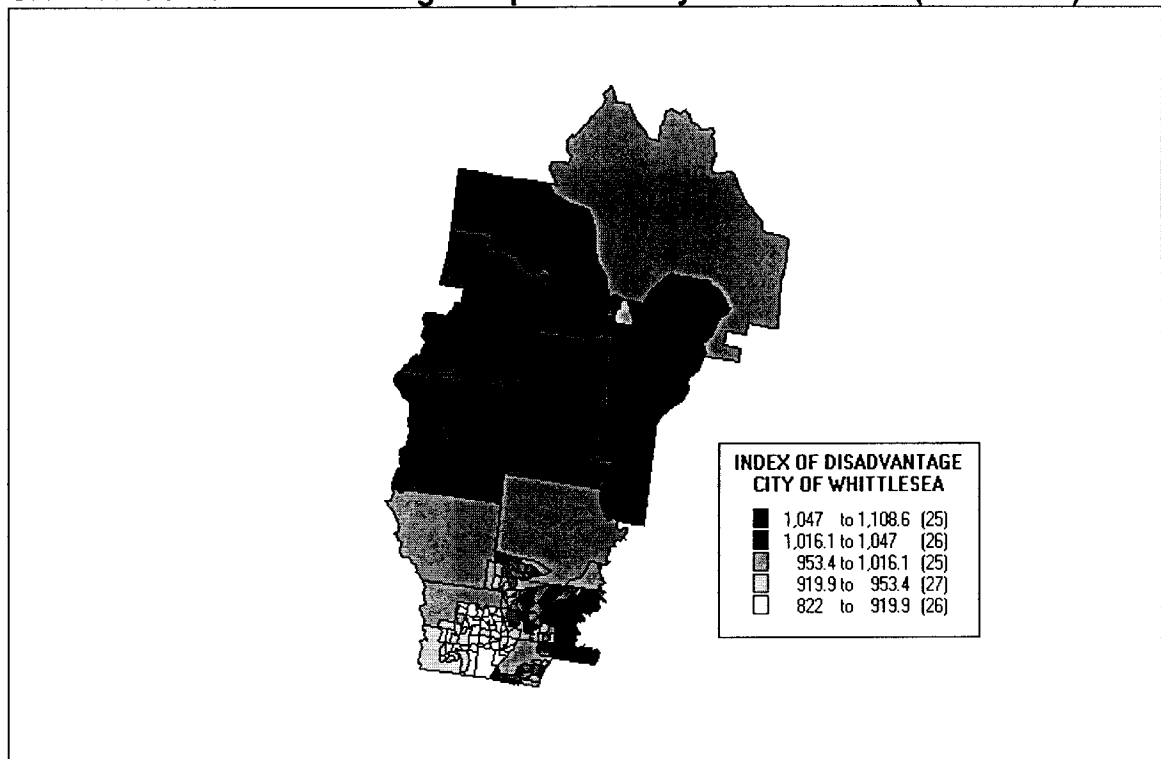 INDEX OF DISADVANTAGE
CITY OF WHITTLESEA
1,047 to 1,108.6 (25)
1,016.1 to 1,047 (26)
953.4 to 1,016.1 (25)
919.9 to 953.4 (27)
822 to 919.9 (26)